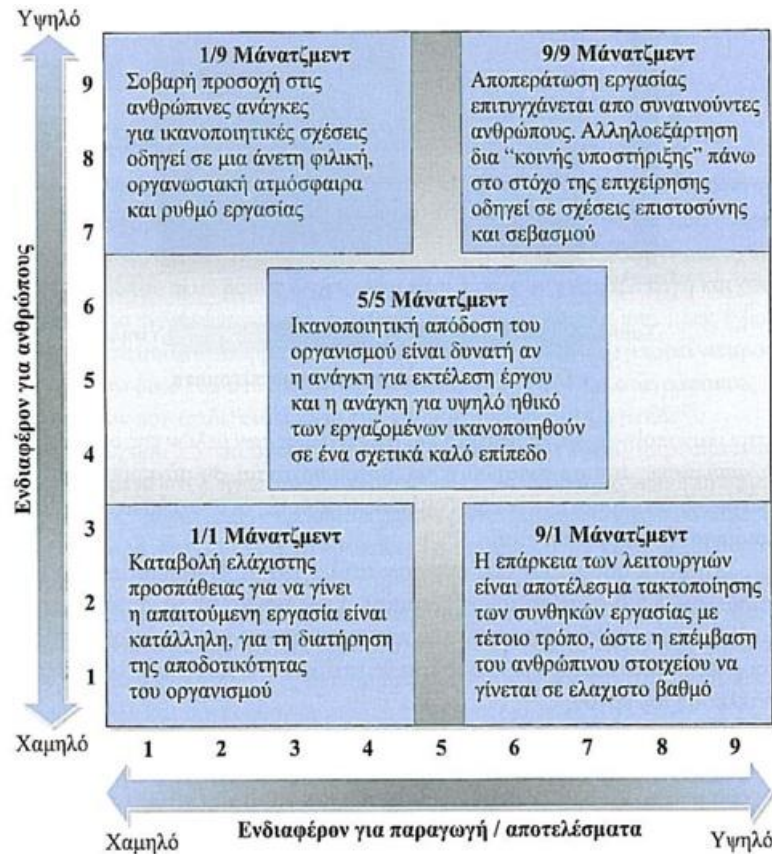 Υψηλό
1/9 Μάνατζμεντ
Σοβαρή προσοχή στις
ανθρώπινες ανάγκες
για ικανοποιητικές σχέσεις
οδηγεί σε μια άνετη φιλική,
οργανωσιακή ατμόσφαιρα
και ρυθμό εργασίας
9/9 Μάνατζμεντ
Αποπεράτωση εργασίας
επιτυγχάνεται απο συναινούντες
ανθρώπους. Αλληλοεξάρτηση
δια “κοινής υποστήριξης” πάνω
στο στόχο της επιχείρησης
οδηγεί σε σχέσεις επιστοσύνης
και σεβασμού
5/5 Μάνατζμεντ
Ικανοποιητική απόδοση του
οργανισμού είναι δυνατή αν
η ανάγκη για εκτέλεση έργου
και η ανάγκη για υψηλό ηθικό
των εργαζομένων ικανοποιηθούν
σε ένα σχετικά καλό επίπεδο
1/1 Μάνατζμεντ
Καταβολή ελάχιστης
προσπάθειας για να γίνει
η απαιτούμενη εργασία είναι
κατάλληλη, για τη διατήρηση
της αποδοτικότητας
του οργανισμού
9/1 Μάνατζμεντ
Η επάρκεια των λειτουργιών
είναι αποτέλεσμα τακτοποίησης
των συνθηκών εργασίας με
τέτοιο τρόπο, ώστε η επέμβαση
του ανθρώπινου στοιχείου να
γίνεται σε ελαχιστο βαθμό
Ενδιαφέρον για ανθρώπους
9
8
7
6
5
4
3
2
1
Χαμηλό
1 2 3 4 5 6 7 8 9
Χαμηλό
Ενδιαφέρον για παραγωγή / αποτελέσματα
Υψηλό